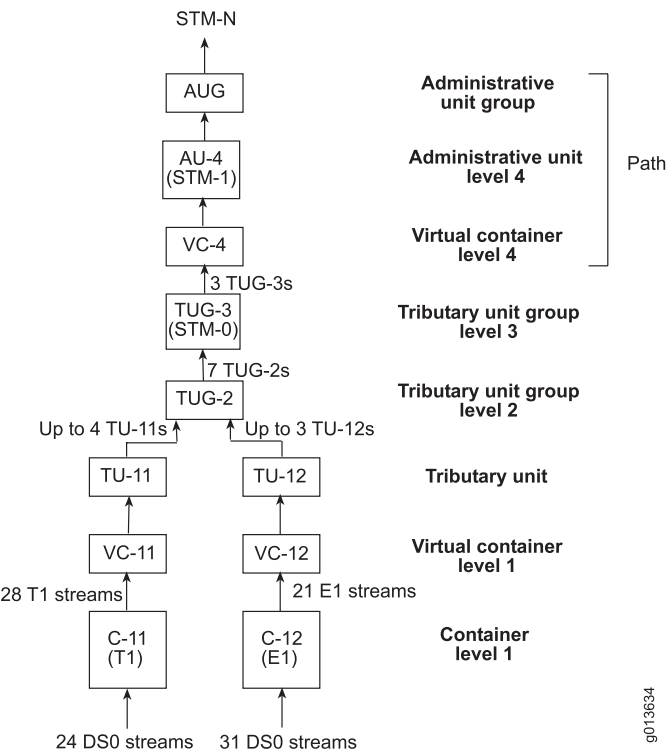 STM-N
AUG
Administrative
unit group
AU-4
(STM-1)
Administrative unit
level 4
Path
VC-4
Virtual container
level 4
3 TUG-3s
TUG-3
(STM-0)
Tributary unit group
level 3
7 TUG-2s
TUG-2
Tributary unit group
level 2
Up to 4 TU-11s
Up to 3 TU-12s
TU-11
TU-12
Tributary unit
VC-11
VC-12
Virtual container
level 1
28 T1 streams
21 E1 streams
C-11
(T1)
C-12
(E1)
Container
level 1
24 DS0 streams
31 DS0 streams
g013634